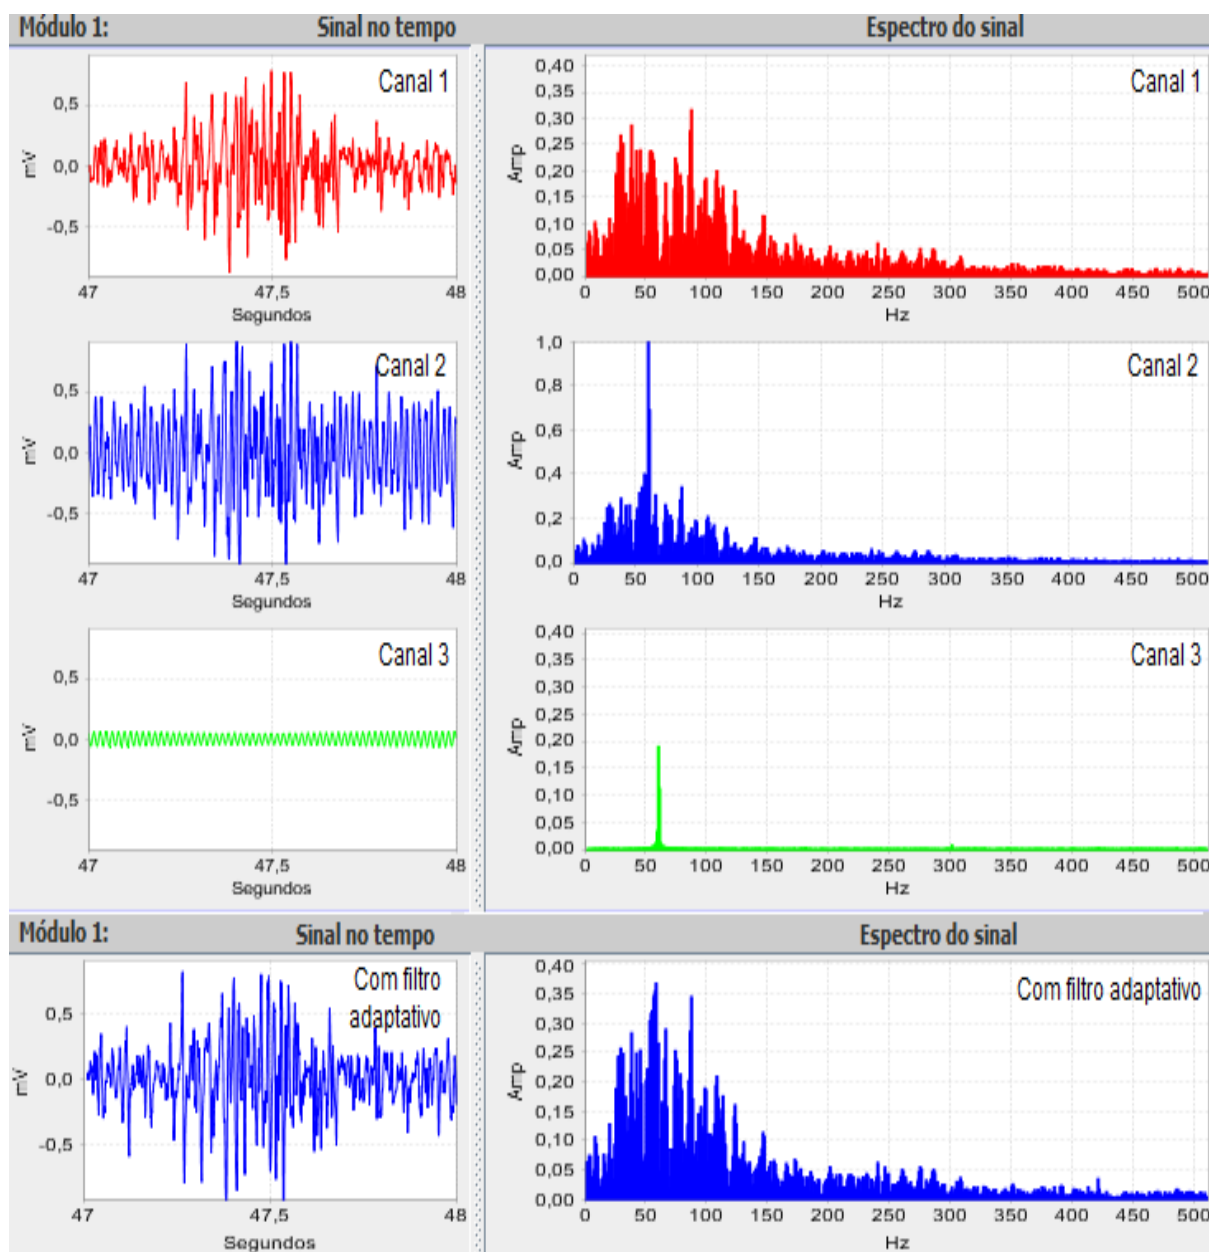 Módulo 1: Sinal no tempo Espectro do sinal
Canal 1
0,5
0,0
-0,5
mV
47 47,5 48
Segundos
Canal 1
0,40
0,35
0,30
0,25
0,20
0,15
0,10
0,05
0,00
Amp
0 50 100 150 200 250 300 350 400 450 500
Hz
Canal 2
0,5
0,0
-0,5
mV
47 47,5 48
Segundos
Canal 2
1,0
0,8
0,6
0,4
0,2
0,0
Amp
0 50 100 150 200 250 300 350 400 450 500
Hz
Canal 3
0,5
0,0
-0,5
mV
47 47,5 48
Segundos
Canal 3
0,40
0,35
0,30
0,25
0,20
0,15
0,10
0,05
0,00
Amp
0 50 100 150 200 250 300 350 400 450 500
Hz
Módulo 1: Sinal no tempo Espectro do sinal
Com filtro
adaptativo
0,5
0,0
-0,5
mV
47 47,5 48
Segundos
Com filtro adaptativo
0,40
0,35
0,30
0,25
0,20
0,15
0,10
0,05
0,00
Amp
0 50 100 150 200 250 300 350 400 450 500
Hz